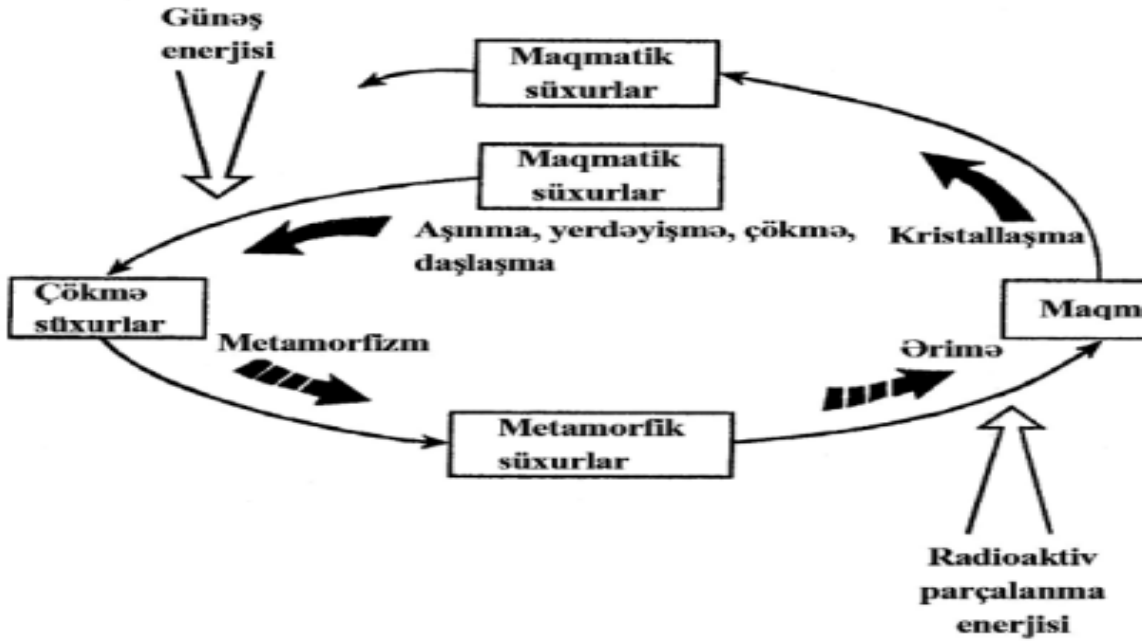 Günəş
enerjisi
Maqmatik
süxurlar
Maqmatik
süxurlar
Aşınma, yerdəyişmə, çökmə,
daşlaşma
Kristallaşma
Çökmə
süxurlar
Maqm
Metamorfizm
Ərimə
Metamorfik
süxurlar
Radioaktiv
parçalanma
enerjisi